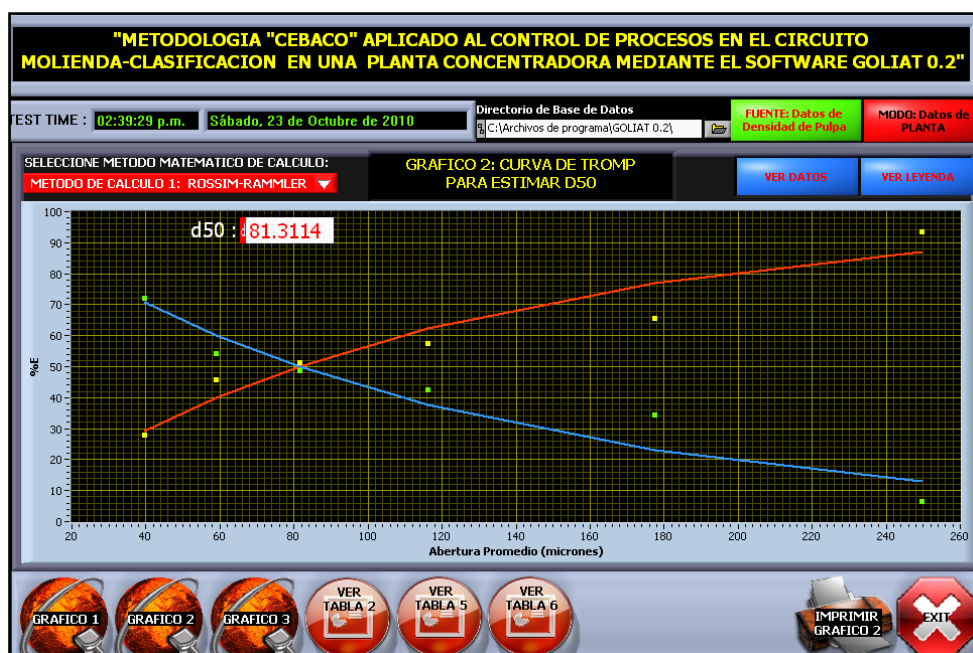 "METODOLOGIA "CEBACO" APLICADO AL CONTROL DE PROCESOS EN EL CIRCUITO
MOLIENDA-CLASIFICACION EN UNA PLANTA CONCENTRADORA MEDIANTE EL SOFTWARE GOLIAT 0.2"
TEST TIME : 02:39:29 p.m. Sábado, 23 de Octubre de 2010
Directorio de Base de Datos
C:\Archivos de programa\GOLIAT 0.2\
FUENTE: Datos de
Densidad de Pulpa
MODO: Datos de
PLANTA
SELECCIONE METODO MATEMATICO DE CALCULO:
METODO DE CALCULO 1: ROSSIM-RAMMLER
GRAFICO 2: CURVA DE TROMP
PARA ESTIMAR D50
VER DATOS
VER LEYENDA
d50 : 81.3114
100
90
80
70
60
50
40
30
20
10
0
%E
20 40 60 80 100 120 140 160 180 200 220 240 260
Abertura Promedio (micrones)
GRAFICO 1
GRAFICO 2
GRAFICO 3
VER
TABLA 2
VER
TABLA 5
VER
TABLA 6
IMPRIMIR
GRAFICO 2
EXIT